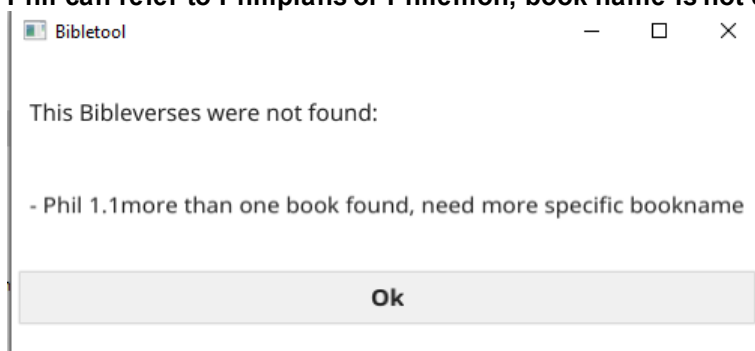 Phil can refer to Philipians or Philemon, book name is not
Bibletool
This Bibleverses were not found:
- Phil 1.1more than one book found, need more specific bookname
Ok